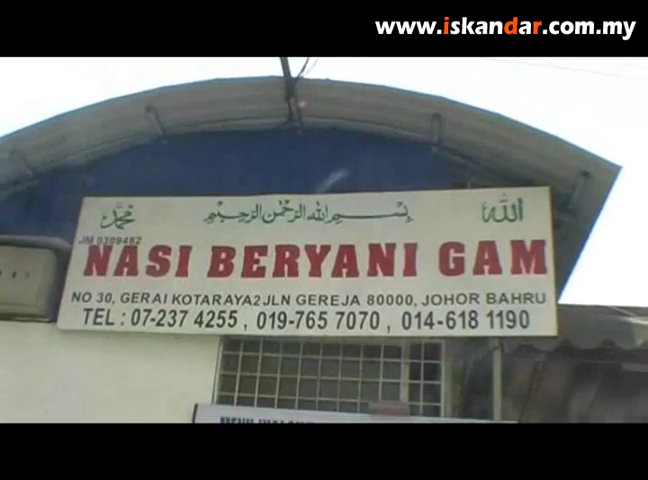 www.iskandar.com.my
محمد بسم الله الرحمن الرحيم الله
JM 0309482
NASI BERYANI GAM
NO 30, GERAI KOTARAYA2 JLN GEREJA 80000, JOHOR BAHRU
TEL : 07-237 4255 , 019-765 7070 , 014-618 1190